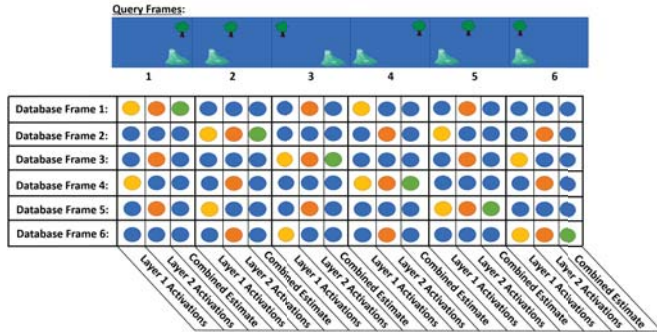 Query Frames:
1 2 3 4 5 6
Database Frame 1:
Database Frame 2:
Database Frame 3:
Database Frame 4:
Database Frame 5:
Database Frame 6:
Layer 1 Activations
Layer 2 Activations
Combined Estimate
Layer 1 Activations
Layer 2 Activations
Combined Estimate
Layer 1 Activations
Layer 2 Activations
Combined Estimate
Layer 1 Activations
Layer 2 Activations
Combined Estimate
Layer 1 Activations
Layer 2 Activations
Combined Estimate
Layer 1 Activations
Layer 2 Activations
Combined Estimate